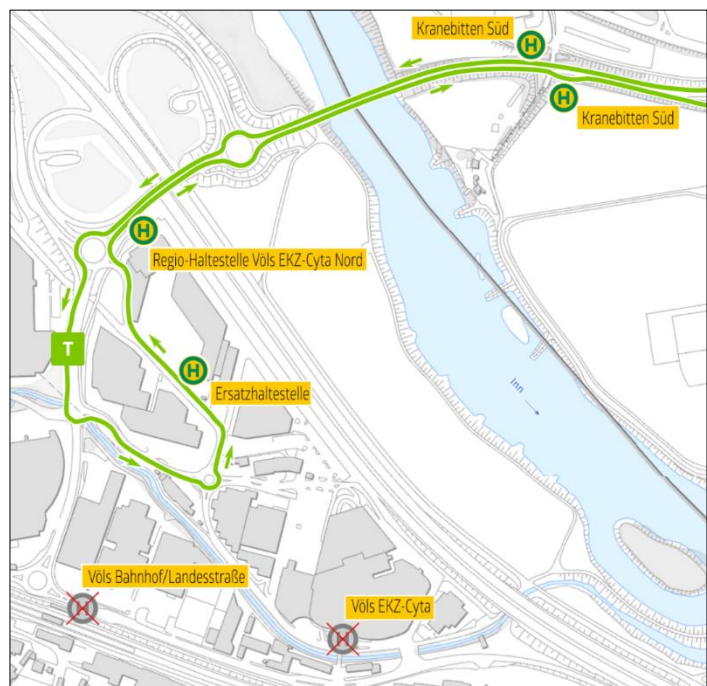 Kranebitten Süd
H
H
Kranebitten Süd
H
Regio-Haltestelle Völs EKZ-Cyta Nord
T
H
Ersatzhaltestelle
Inn
Völs Bahnhof/Landesstraße
H
Völs EKZ-Cyta
H